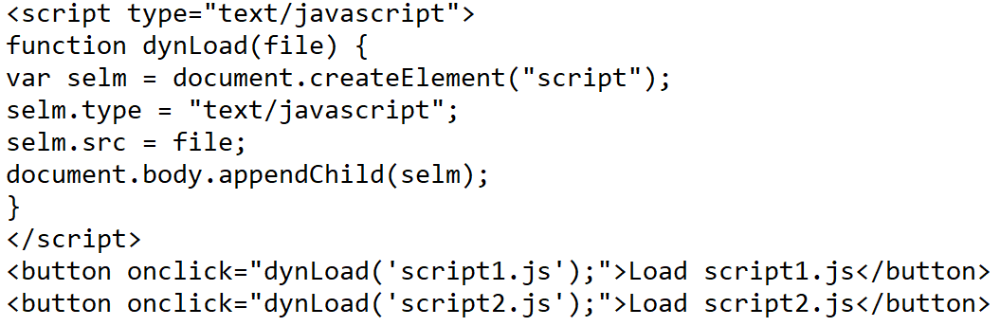 <script type="text/javascript">
function dynLoad(file) {
var selm = document.createElement("script");
selm.type = "text/javascript";
selm.src = file;
document.body.appendChild(selm);
}
</script>
<button onclick="dynLoad('script1.js');">Load script1.js</button>
<button onclick="dynLoad('script2.js');">Load script2.js</button>